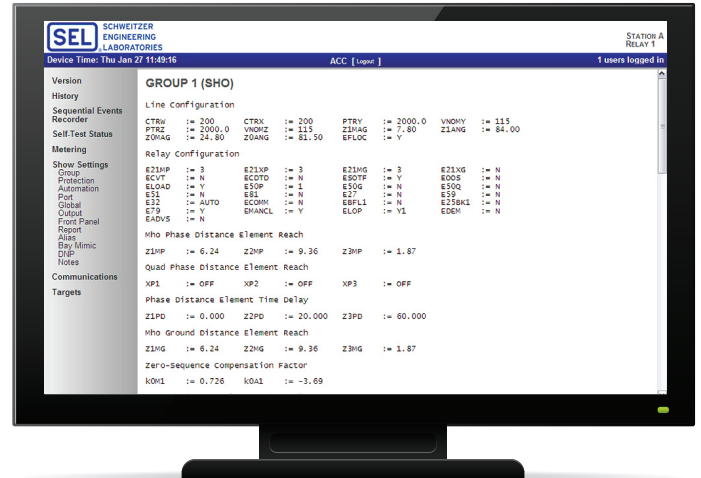 SEL SCHWEITZER
ENGINEERING
LABORATORIES
STATION A
RELAY 1
Device Time: Thu Jan 27 11:49:16 ACC [ Logout ] 1 users logged in
Version
History
Sequential Events
Recorder
Self-Test Status
Metering
Show Settings
Group
Protection
Automation
Port
Global
Output
Front Panel
Report
Alias
Bay Mimic
DNP
Notes
Communications
Targets
GROUP 1 (SHO)
Line Configuration
CTRW := 200 CTRX := 200 PTRY := 2000.0 VNOMY := 115
PTRZ := 2000.0 VNOMZ := 115 Z1MAG := 7.80 Z1ANG := 84.00
Z0MAG := 24.80 Z0ANG := 81.50 EFLOC := Y
Relay Configuration
E21MP := 3 E21XP := 3 E21MG := 3 E21XG := N
ECVT := N ECDTD := N ESOTF := Y EOOS := N
ELOAD := Y E50P := 1 E50G := N E50Q := N
E51 := N E81 := N E27 := N E59 := N
E32 := AUTO ECOMM := N EBFL1 := N E25BK1 := N
E79 := Y EMANCL := Y ELOP := Y1 EDEM := N
EADVS := N
Mho Phase Distance Element Reach
Z1MP := 6.24 Z2MP := 9.36 Z3MP := 1.87
Quad Phase Distance Element Reach
XP1 := OFF XP2 := OFF XP3 := OFF
Phase Distance Element Time Delay
Z1PD := 0.000 Z2PD := 20.000 Z3PD := 60.000
Mho Ground Distance Element Reach
Z1MG := 6.24 Z2MG := 9.36 Z3MG := 1.87
Zero-Sequence Compensation Factor
k0M1 := 0.726 k0A1 := -3.69